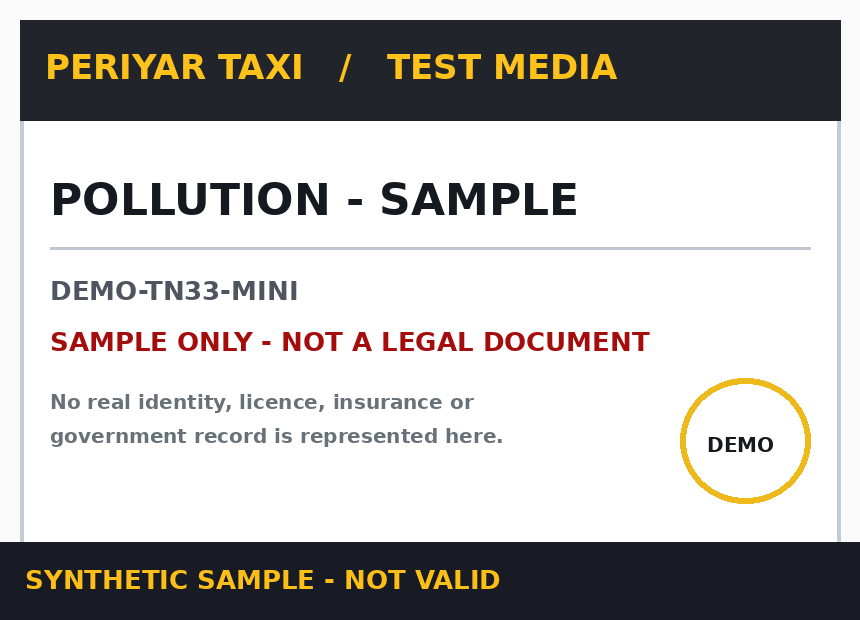 PERIYAR TAXI / TEST MEDIA
POLLUTION - SAMPLE
DEMO-TN33-MINI
SAMPLE ONLY - NOT A LEGAL DOCUMENT
No real identity, licence, insurance or
government record is represented here.
DEMO
SYNTHETIC SAMPLE - NOT VALID